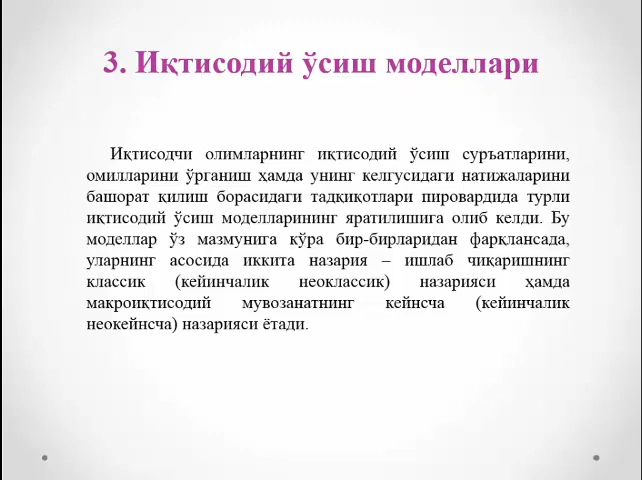 3. Иқтисодий ўсиш моделлари
Иқтисодчи олимларнинг иқтисодий ўсиш суръатларини,
омилларини ўрганиш ҳамда унинг келгусидаги натижаларини
башорат қилиш борасидаги тадқиқотлари пировардида турли
иқтисодий ўсиш моделларининг яратилишига олиб келди. Бу
моделлар ўз мазмунига кўра бир-бирларидан фарқлансада,
уларнинг асосида иккита назария – ишлаб чиқаришнинг
классик (кейинчалик неоклассик) назарияси ҳамда
макроиқтисодий мувозанатнинг кейнсча (кейинчалик
неокейнсча) назарияси ётади.